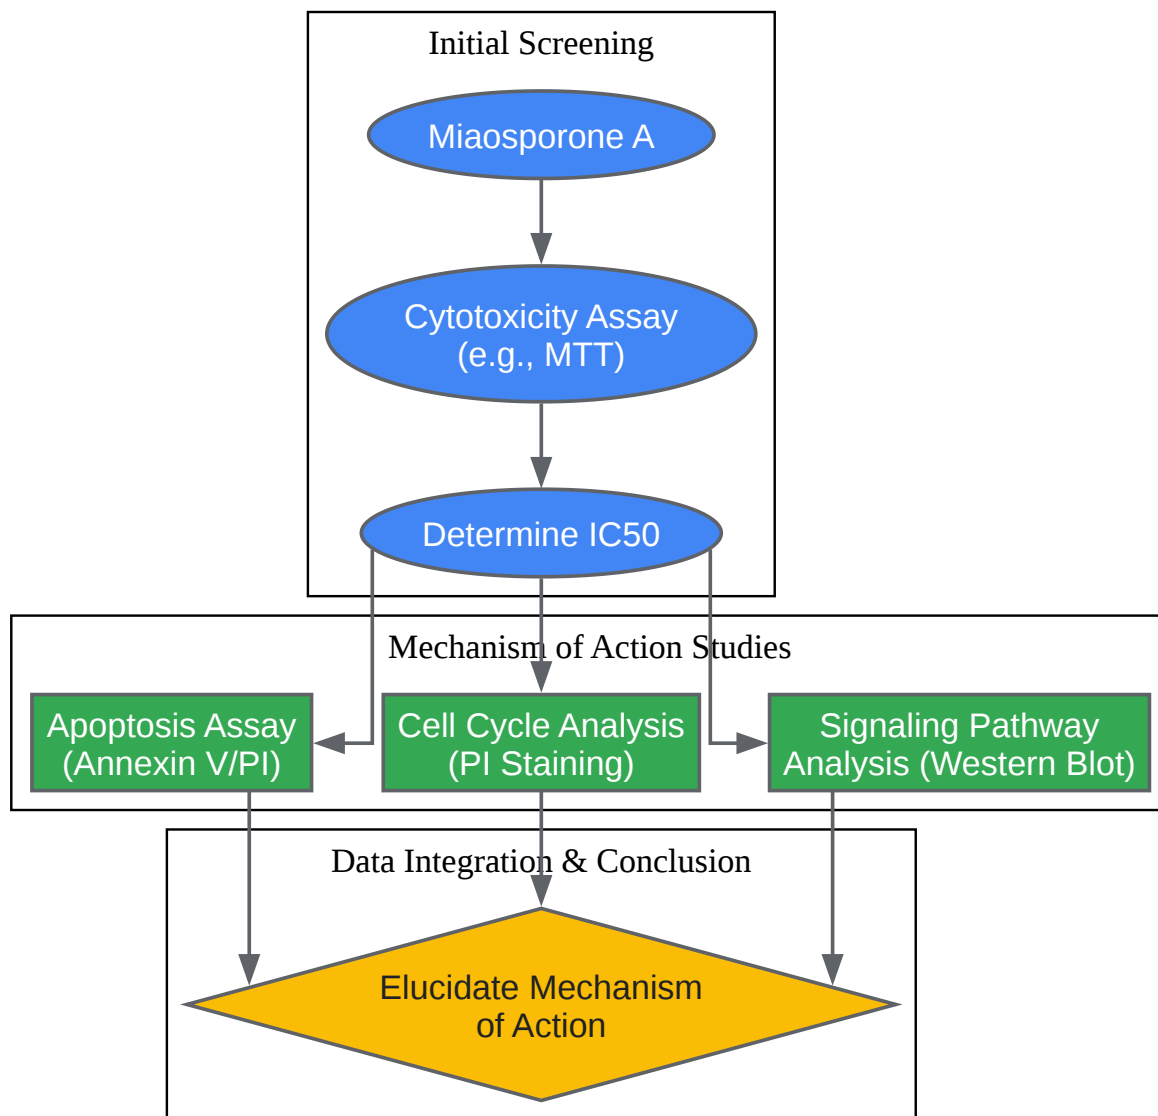 Initial Screening
Miaosporone A
Cytotoxicity Assay
(e.g., MTT)
Determine IC50
Mechanism of Action Studies
Apoptosis Assay
(Annexin V/PI)
Cell Cycle Analysis
(PI Staining)
Signaling Pathway
Analysis (Western Blot)
Data Integration & Conclusion
Elucidate Mechanism
of Action